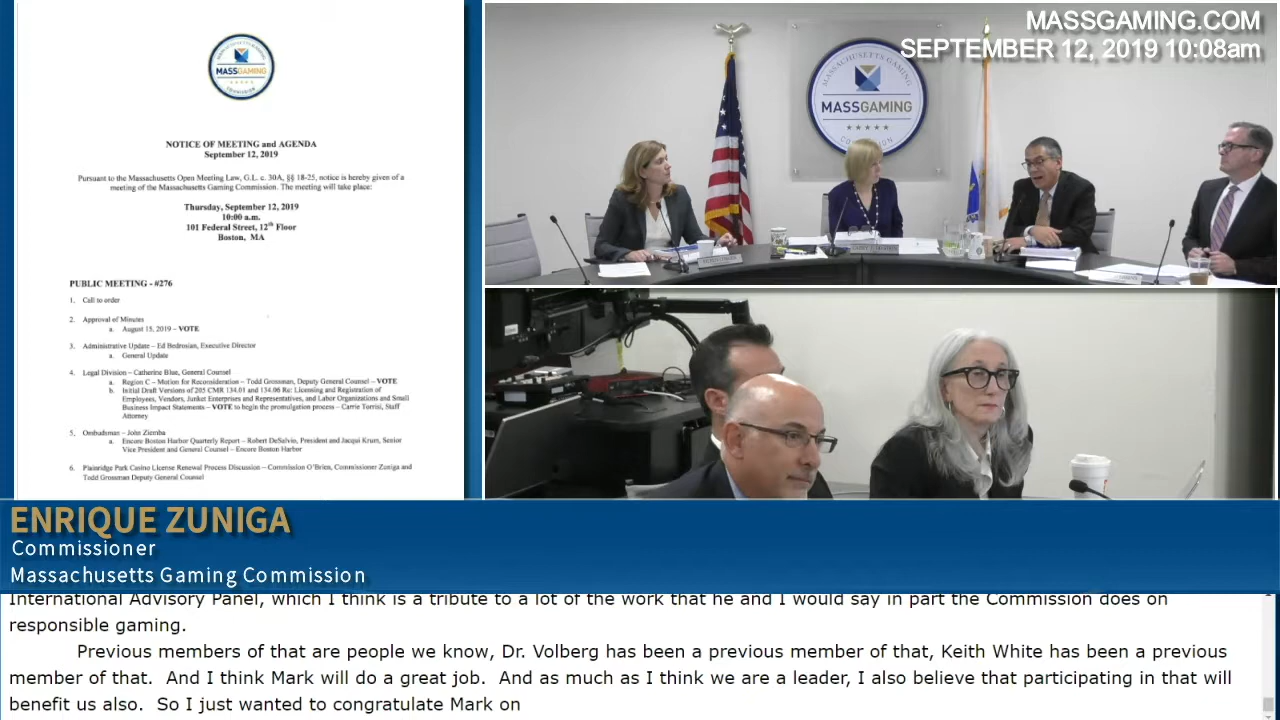 MASSGAMING
NOTICE OF MEETING and AGENDA
September 12, 2019
Pursuant to the Massachusetts Open Meeting Law, G.L. c. 30A, §§ 18-25, notice is hereby given of a
meeting of the Massachusetts Gaming Commission. The meeting will take place:
Thursday, September 12, 2019
10:00 a.m.
101 Federal Street, 12th Floor
Boston, MA
PUBLIC MEETING - #276
1. Call to order
2. Approval of Minutes
a. August 15, 2019 – VOTE
3. Administrative Update – Ed Bedrosian, Executive Director
a. General Update
4. Legal Division – Catherine Blue, General Counsel
a. Region C – Motion for Reconsideration – Todd Grossman, Deputy General Counsel – VOTE
b. Initial Draft Versions of 205 CMR 134.01 and 134.06 Re: Licensing and Registration of
Employees, Vendors, Junket Enterprises and Representatives, and Labor Organizations and Small
Business Impact Statements – VOTE to begin the promulgation process – Carrie Torrisi, Staff
Attorney
5. Ombudsman – John Ziemba
a. Encore Boston Harbor Quarterly Report – Robert DeSalvio, President and Jacqui Krum, Senior
Vice President and General Counsel – Encore Boston Harbor
6. Plainridge Park Casino License Renewal Process Discussion – Commission O'Brien, Commissioner Zuniga and
Todd Grossman Deputy General Counsel
MASSGAMING.COM
SEPTEMBER 12, 2019 10:08am
MASSACHUSETTS GAMING
MASSGAMING
ENRIQUE ZUNIGA
Commissioner
Massachusetts Gaming Commission
International Advisory Panel, which I think is a tribute to a lot of the work that he and I would say in part the Commission does on
responsible gaming.
Previous members of that are people we know, Dr. Volberg has been a previous member of that, Keith White has been a previous
member of that. And I think Mark will do a great job. And as much as I think we are a leader, I also believe that participating in that will
benefit us also. So I just wanted to congratulate Mark on